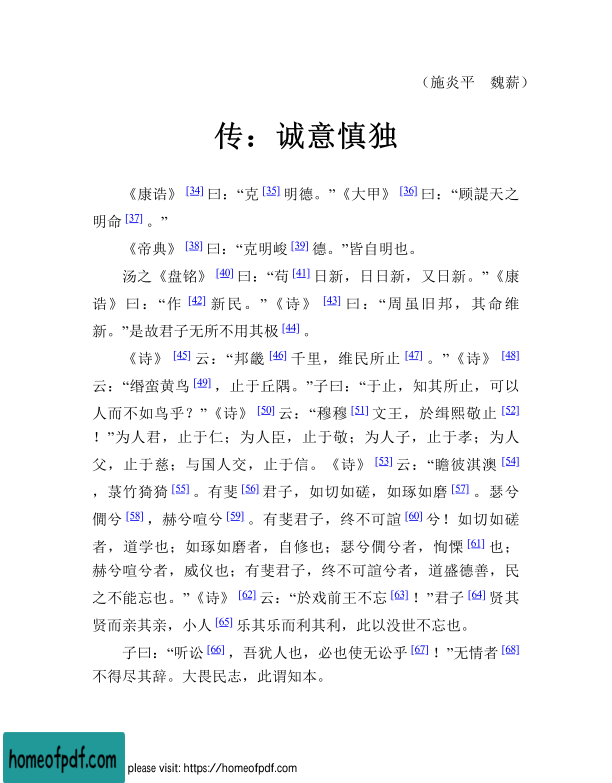 （施炎平　魏薪）
传：诚意慎独
《康诰》 [34] 曰：“克 [35] 明德。”《大甲》 [36] 曰：“顾諟天之
明命 [37] 。”
《帝典》 [38] 曰：“克明峻 [39] 德。”皆自明也。
汤之《盘铭》 [40] 曰：“苟 [41] 日新，日日新，又日新。”《康
诰》曰：“作 [42] 新民。”《诗》 [43] 曰：“周虽旧邦，其命维
新。”是故君子无所不用其极 [44] 。
《诗》 [45] 云：“邦畿 [46] 千里，维民所止 [47] 。”《诗》 [48]
云：“缗蛮黄鸟 [49] ，止于丘隅。”子曰：“于止，知其所止，可以
人而不如鸟乎？”《诗》 [50] 云：“穆穆 [51] 文王，於缉熙敬止 [52]
！”为人君，止于仁；为人臣，止于敬；为人子，止于孝；为人
父，止于慈；与国人交，止于信。《诗》 [53] 云：“瞻彼淇澳 [54]
，菉竹猗猗 [55] 。有斐 [56] 君子，如切如磋，如琢如磨 [57] 。瑟兮
僩兮 [58] ，赫兮喧兮 [59] 。有斐君子，终不可諠 [60] 兮！如切如磋
者，道学也；如琢如磨者，自修也；瑟兮僩兮者，恂慄 [61] 也；
赫兮喧兮者，威仪也；有斐君子，终不可諠兮者，道盛德善，民
之不能忘也。”《诗》 [62] 云：“於戏前王不忘 [63] ！”君子 [64] 贤其
贤而亲其亲，小人 [65] 乐其乐而利其利，此以没世不忘也。
子曰：“听讼 [66] ，吾犹人也，必也使无讼乎 [67] ！”无情者 [68]
不得尽其辞。大畏民志，此谓知本。
homeofpdf.com please visit: https://homeofpdf.com